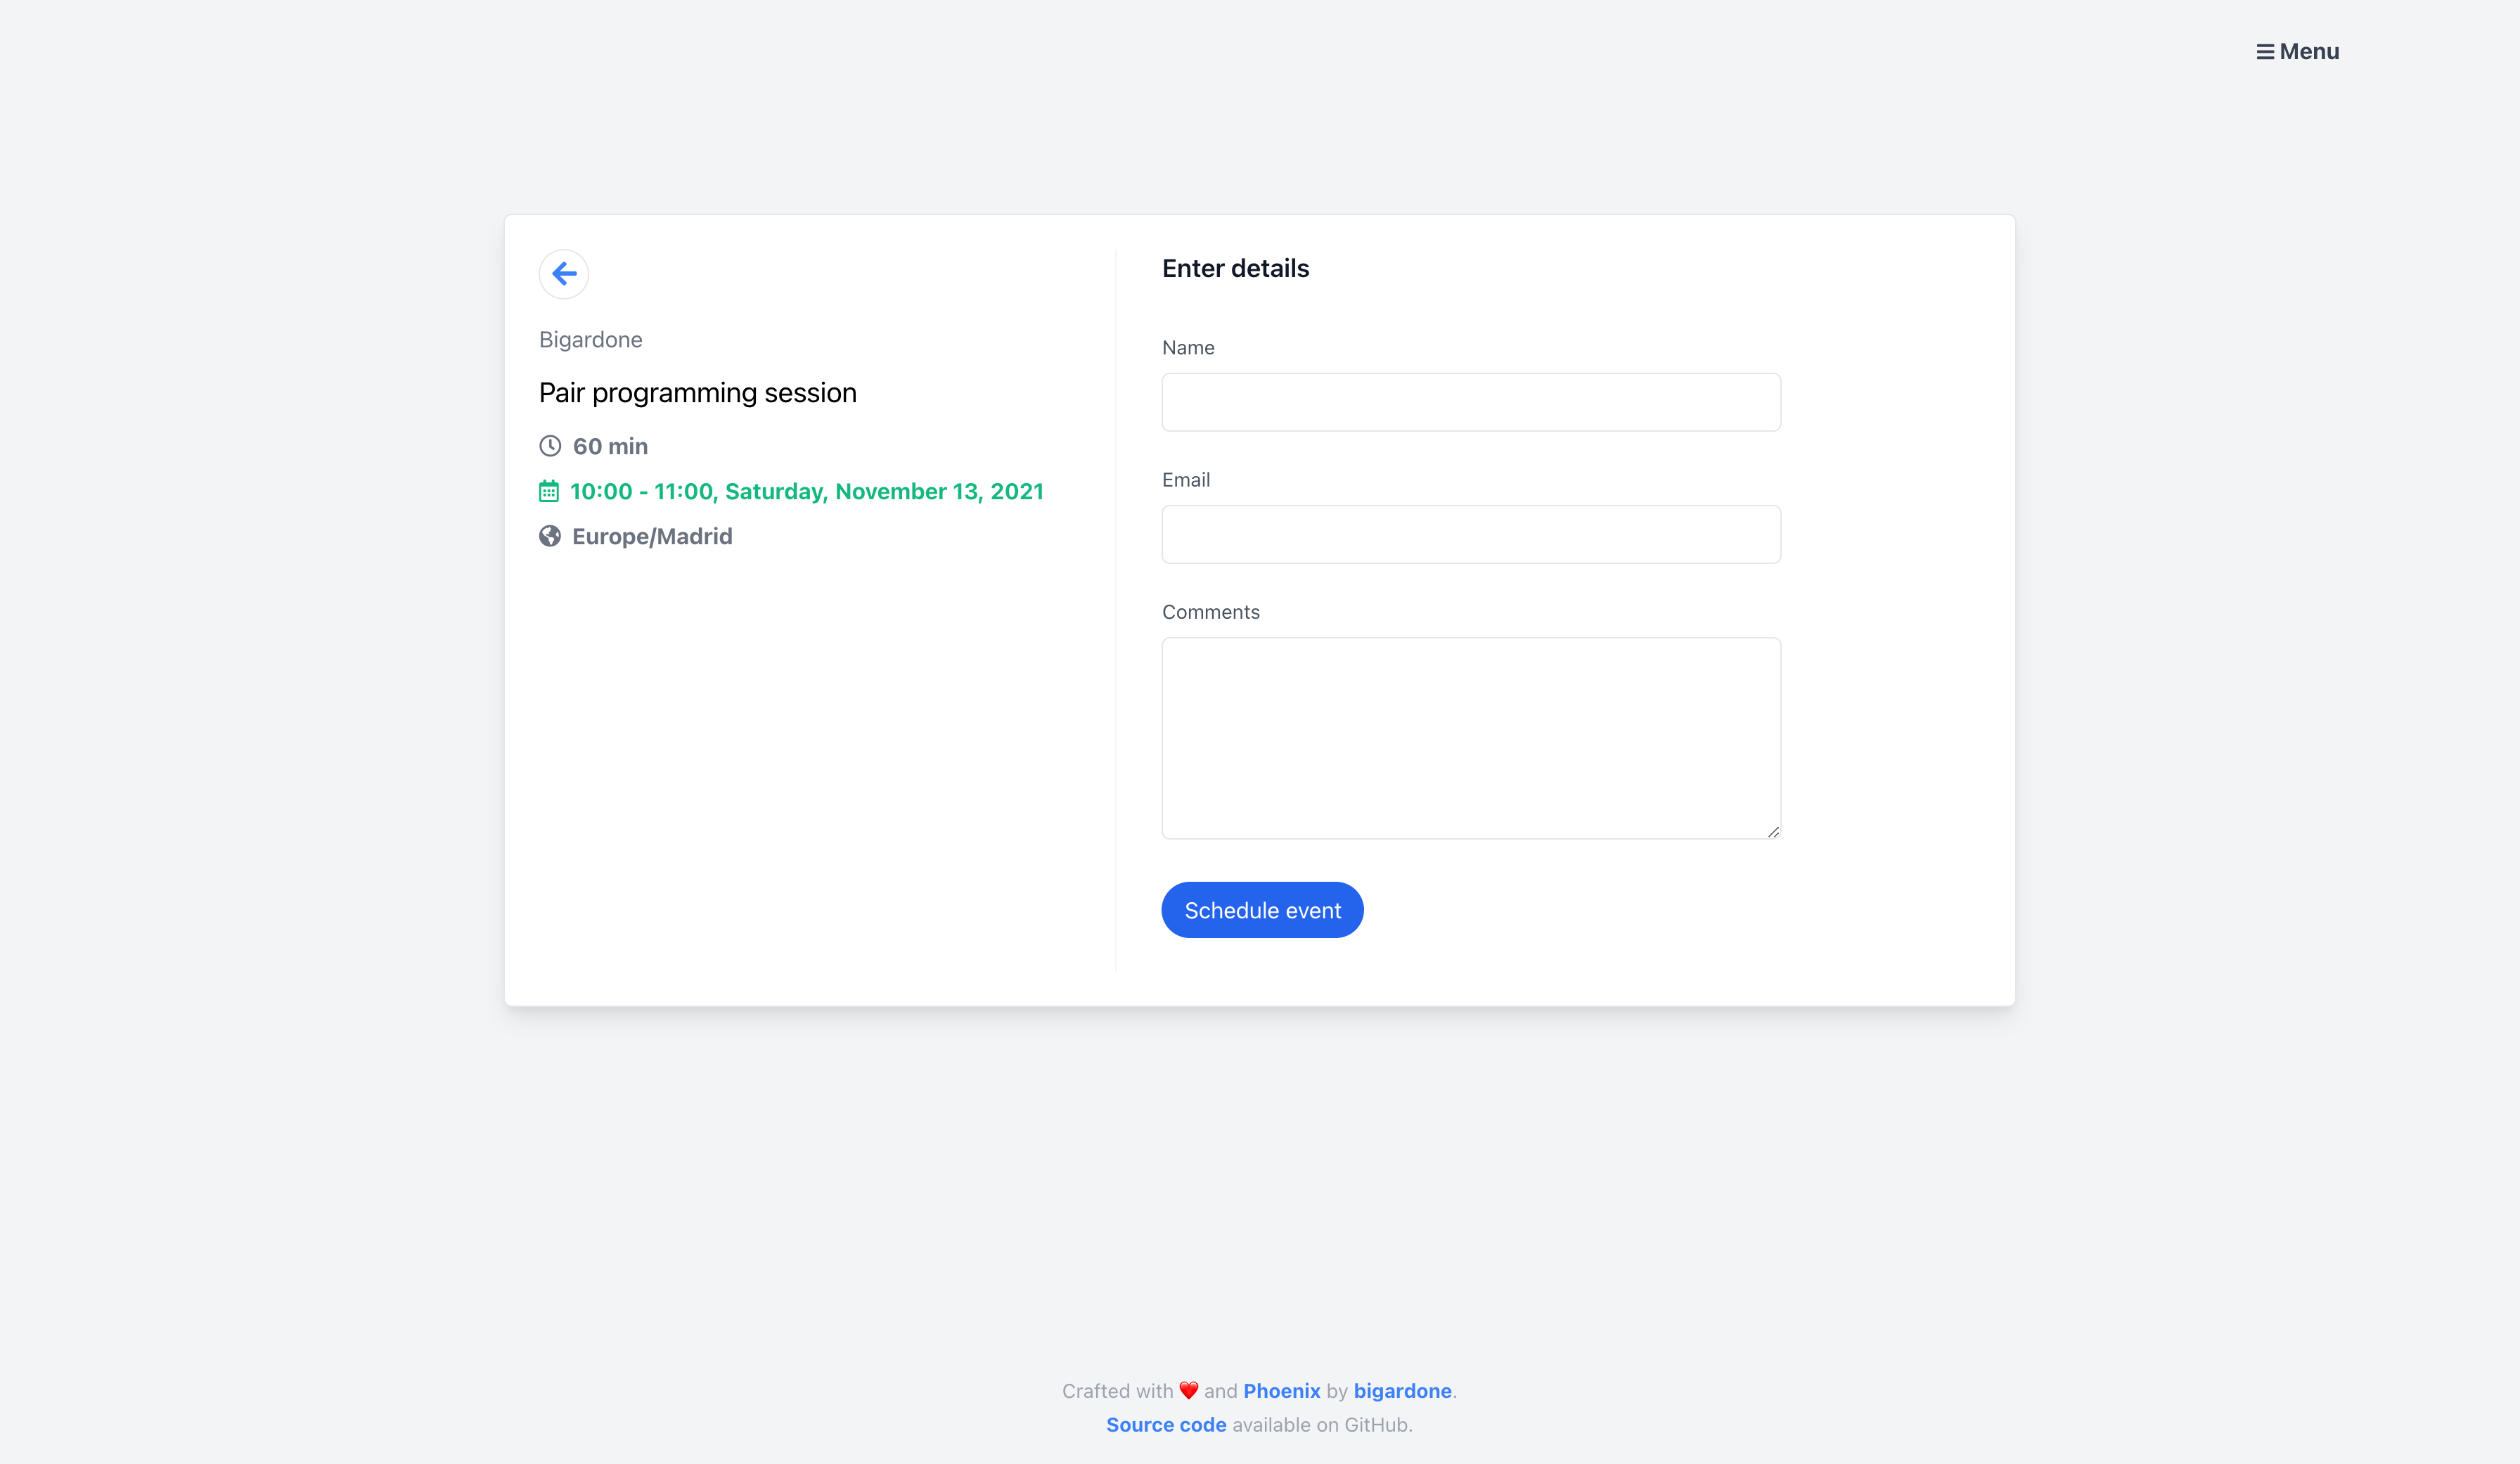 Menu
Bigardone
Pair programming session
60 min
10:00 - 11:00, Saturday, November 13, 2021
Europe/Madrid
Enter details
Name
Email
Comments
Schedule event
Crafted with ❤️ and Phoenix by bigardone.
Source code available on GitHub.